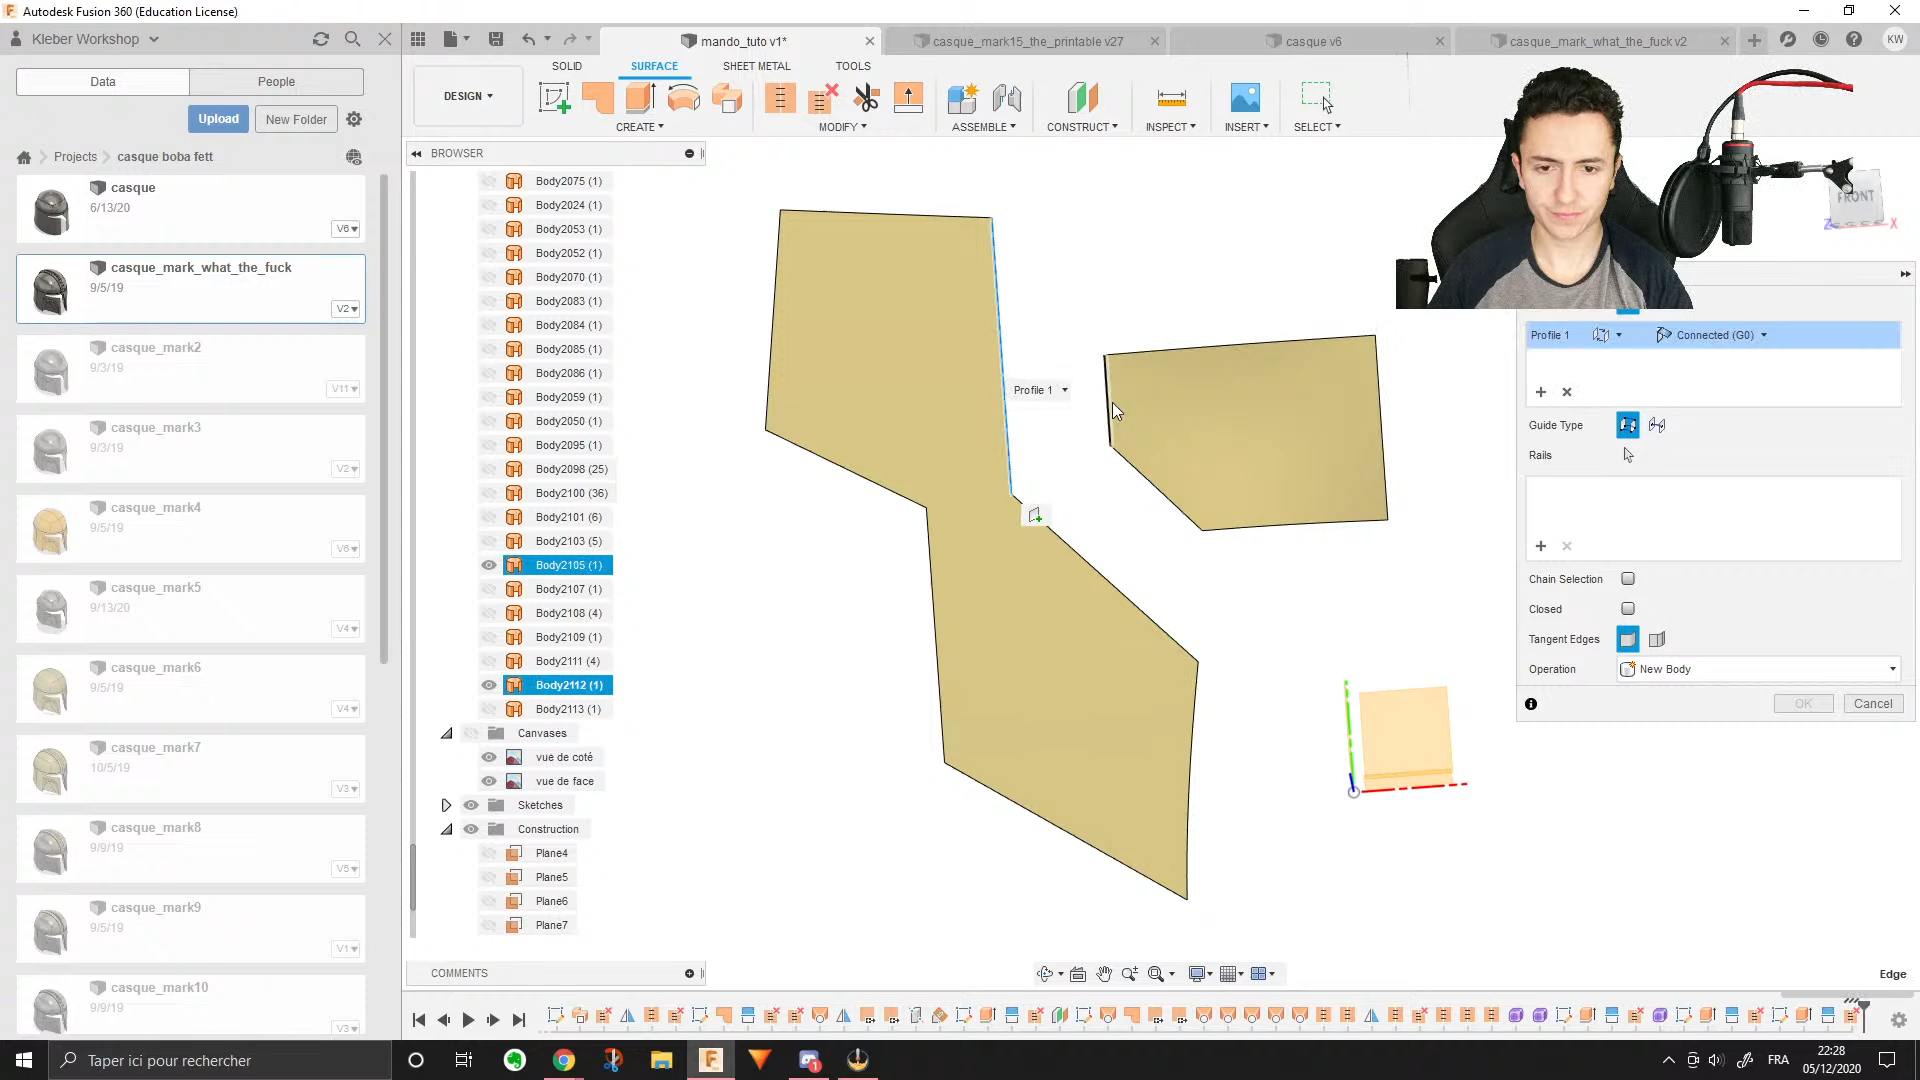 Autodesk Fusion 360 (Education License)
Kleber Workshop
Data
People
Upload
New Folder
Projects
casque boba fett
casque
6/13/20
V6
casque_mark_what_the_fuck
9/5/19
V2
casque_mark2
9/3/19
V11
casque_mark3
9/3/19
V2
casque_mark4
9/5/19
V6
casque_mark5
9/13/20
V4
casque_mark6
9/5/19
V4
casque_mark7
10/5/19
V3
casque_mark8
9/9/19
V5
casque_mark9
9/5/19
V1
casque_mark10
9/9/19
V3
mando_tuto v1*
casque_mark15_the_printable v27
casque v6
casque_mark_what_the_fuck v2
KW
SOLID
SURFACE
SHEET METAL
TOOLS
DESIGN
CREATE
MODIFY
ASSEMBLE
CONSTRUCT
INSPECT
INSERT
SELECT
BROWSER
Body2075 (1)
Body2024 (1)
Body2053 (1)
Body2052 (1)
Body2070 (1)
Body2083 (1)
Body2084 (1)
Body2085 (1)
Body2086 (1)
Body2059 (1)
Body2050 (1)
Body2095 (1)
Body2098 (25)
Body2100 (36)
Body2101 (6)
Body2103 (5)
Body2105 (1)
Body2107 (1)
Body2108 (4)
Body2109 (1)
Body2111 (4)
Body2112 (1)
Body2113 (1)
Canvases
vue de coté
vue de face
Sketches
Construction
Plane4
Plane5
Plane6
Plane7
COMMENTS
Profile 1
FRONT
Z
X
Profile 1
Connected (G0)
Guide Type
Rails
Chain Selection
Closed
Tangent Edges
Operation
New Body
OK
Cancel
Edge
Taper ici pour rechercher
1
FRA
22:28
05/12/2020